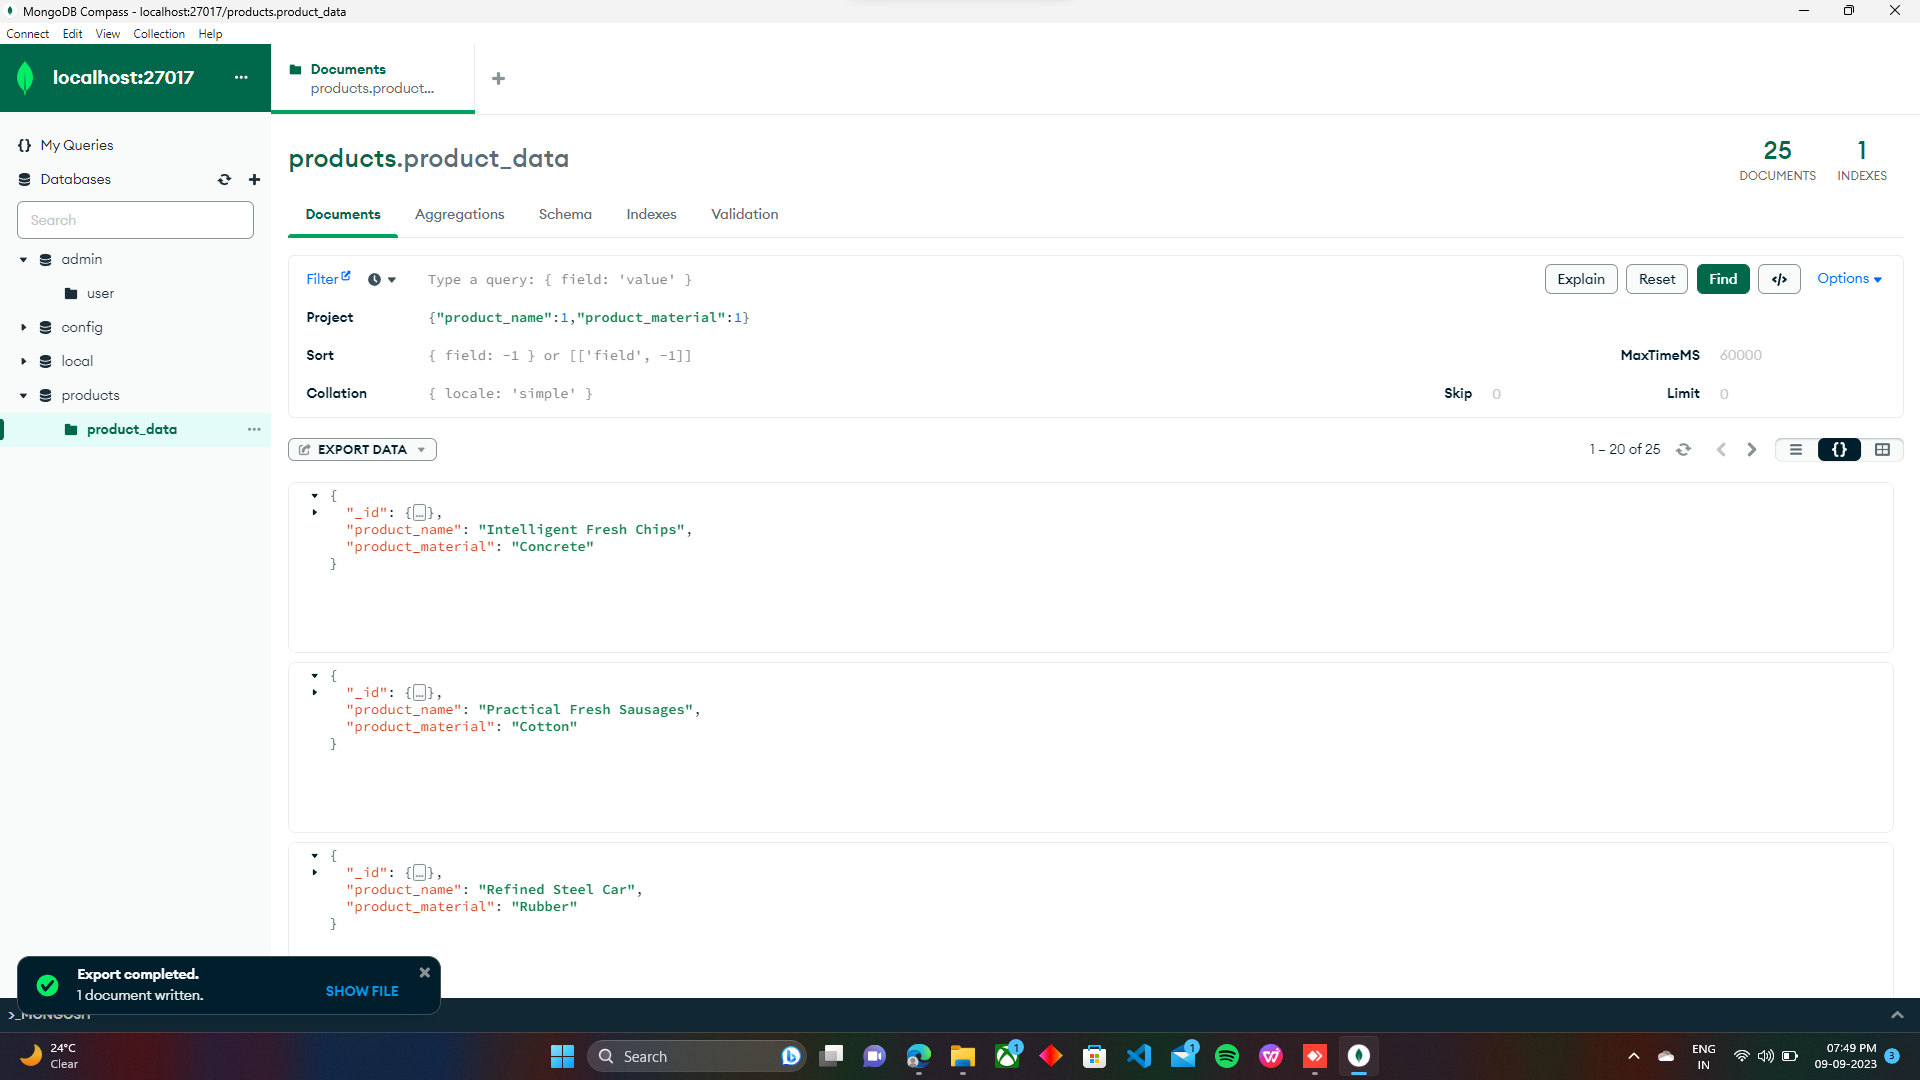 MongoDB Compass - localhost:27017/products.product_data
Connect Edit View Collection Help
localhost:27017 ...
Documents
products.product...
{} My Queries
Databases
Search
admin
user
config
local
products
product_data ...
products.product_data
25
DOCUMENTS
1
INDEXES
Documents Aggregations Schema Indexes Validation
Filter Type a query: { field: 'value' } Explain Reset Find </> Options
Project {"product_name":1,"product_material":1}
Sort { field: -1 } or [['field', -1]] MaxTimeMS 60000
Collation { locale: 'simple' } Skip 0 Limit 0
EXPORT DATA 1 – 20 of 25 {}
{
"_id": {…},
"product_name": "Intelligent Fresh Chips",
"product_material": "Concrete"
}
{
"_id": {…},
"product_name": "Practical Fresh Sausages",
"product_material": "Cotton"
}
{
"_id": {…},
"product_name": "Refined Steel Car",
"product_material": "Rubber"
}
Export completed.
1 document written.
SHOW FILE
>_MONGOSH
24°C
Clear
Search
1
1
ENG
IN
07:49 PM
09-09-2023
3